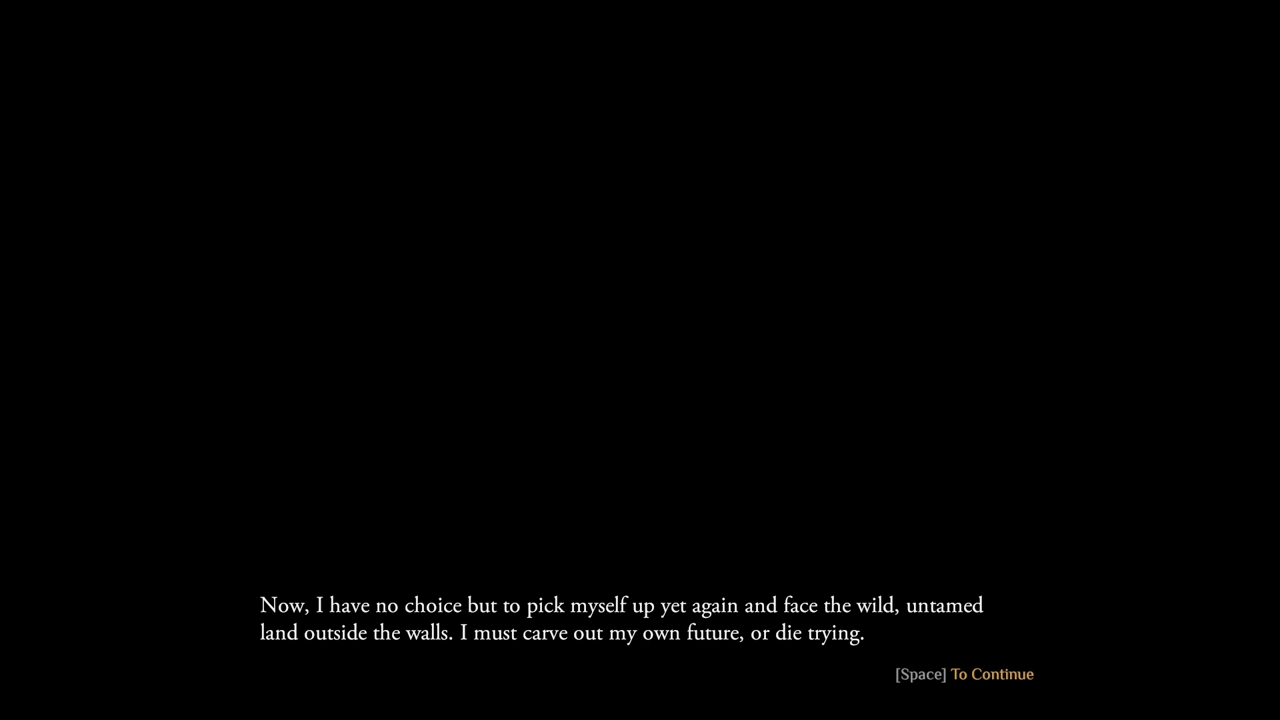 Now, I have no choice but to pick myself up yet again and face the wild, untamed
land outside the walls. I must carve out my own future, or die trying.
[Space] To Continue